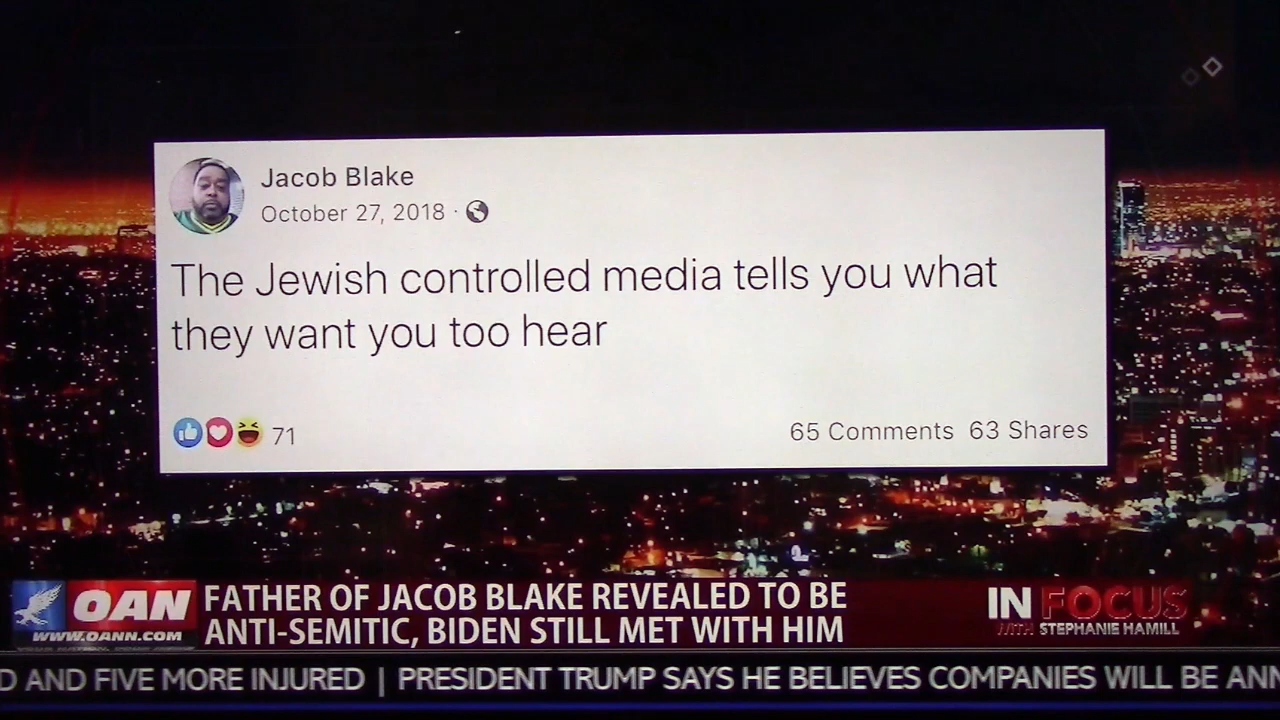 Jacob Blake
October 27, 2018 ·
The Jewish controlled media tells you what
they want you too hear
71
65 Comments 63 Shares
OAN
WWW.OANN.COM
FATHER OF JACOB BLAKE REVEALED TO BE
ANTI-SEMITIC, BIDEN STILL MET WITH HIM
IN FOCUS
WITH STEPHANIE HAMILL
D AND FIVE MORE INJURED | PRESIDENT TRUMP SAYS HE BELIEVES COMPANIES WILL BE ANN